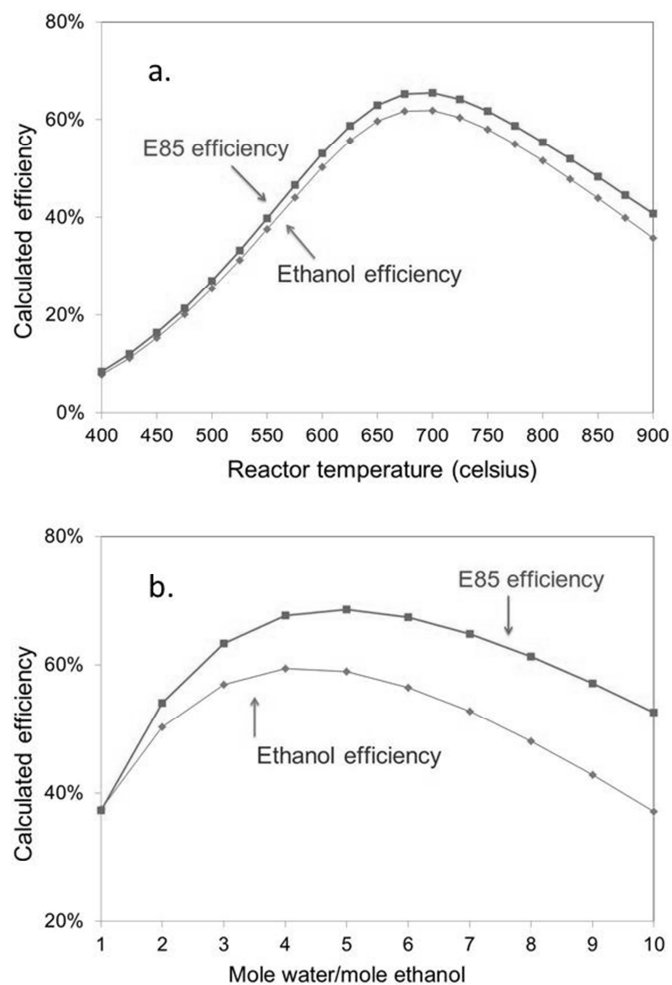 80%
a.
60%
E85 efficiency
40%
Ethanol efficiency
20%
0%
Calculated efficiency
400 450 500 550 600 650 700 750 800 850 900
Reactor temperature (celsius)
80%
b.
E85 efficiency
60%
Ethanol efficiency
40%
20%
Calculated efficiency
1 2 3 4 5 6 7 8 9 10
Mole water/mole ethanol